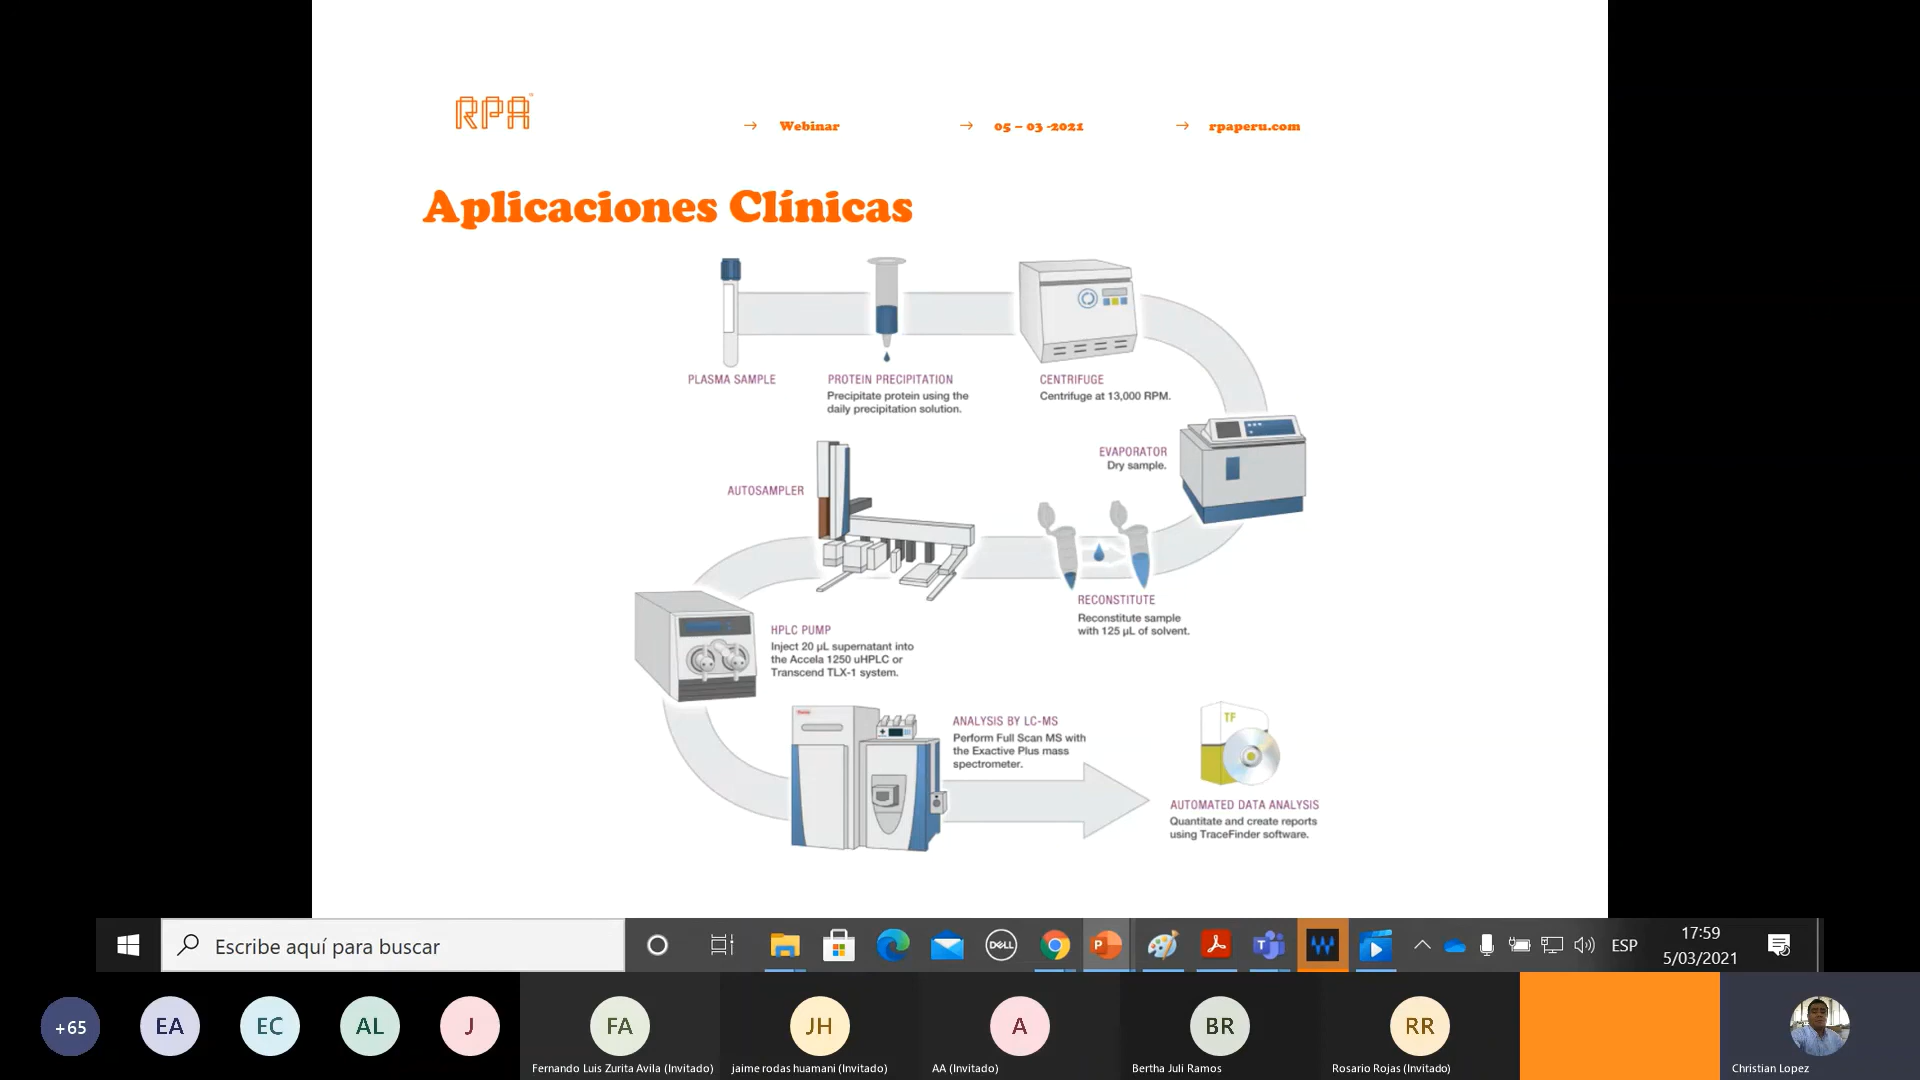 RPA
→ Webinar → 05 – 03 -2021 → rpaperu.com
Aplicaciones Clínicas
PLASMA SAMPLE
PROTEIN PRECIPITATION
Precipitate protein using the
daily precipitation solution.
CENTRIFUGE
Centrifuge at 13,000 RPM.
EVAPORATOR
Dry sample.
AUTOSAMPLER
RECONSTITUTE
Reconstitute sample
with 125 µL of solvent.
HPLC PUMP
Inject 20 µL supernatant into
the Accela 1250 uHPLC or
Transcend TLX-1 system.
ANALYSIS BY LC-MS
Perform Full Scan MS with
the Exactive Plus mass
spectrometer.
TF
AUTOMATED DATA ANALYSIS
Quantitate and create reports
using TraceFinder software.
Escribe aquí para buscar
DELL
ESP
17:59
5/03/2021
+65
EA
EC
AL
J
FA
JH
A
BR
RR
Fernando Luis Zurita Avila (Invitado)
jaime rodas huamani (Invitado)
AA (Invitado)
Bertha Juli Ramos
Rosario Rojas (Invitado)
Christian Lopez